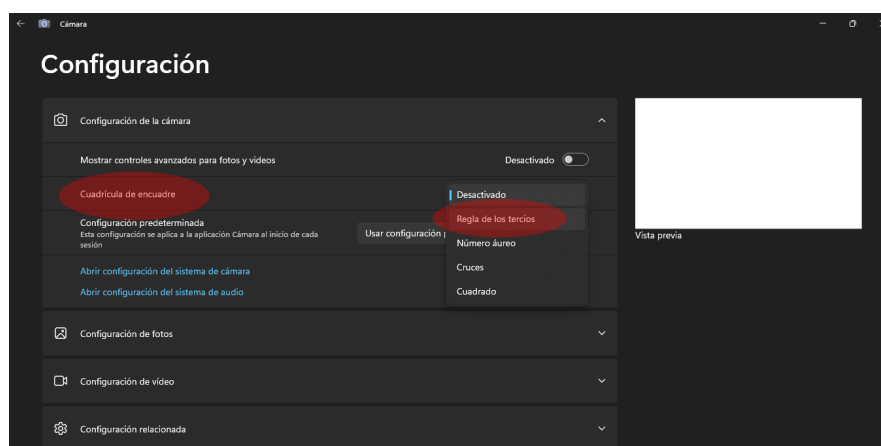 Cámara
Configuración
Configuración de la cámara
Mostrar controles avanzados para fotos y videos
Desactivado
Cuadrícula de encuadre
Desactivado
Regla de los tercios
Número áureo
Cruces
Cuadrado
Configuración predeterminada
Esta configuración se aplica a la aplicación Cámara al inicio de cada
sesión
Usar configuración
Abrir configuración del sistema de cámara
Abrir configuración del sistema de audio
Configuración de fotos
Configuración de vídeo
Configuración relacionada
Vista previa